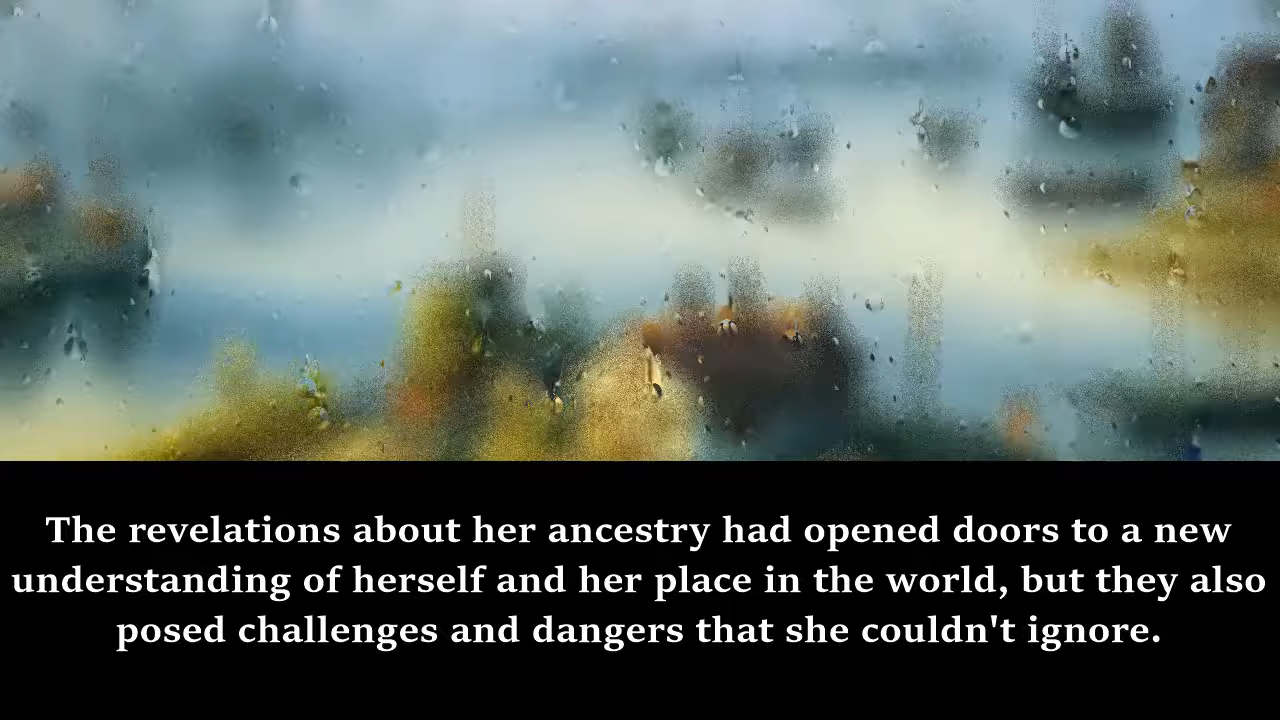 The revelations about her ancestry had opened doors to a new
understanding of herself and her place in the world, but they also
posed challenges and dangers that she couldn't ignore.